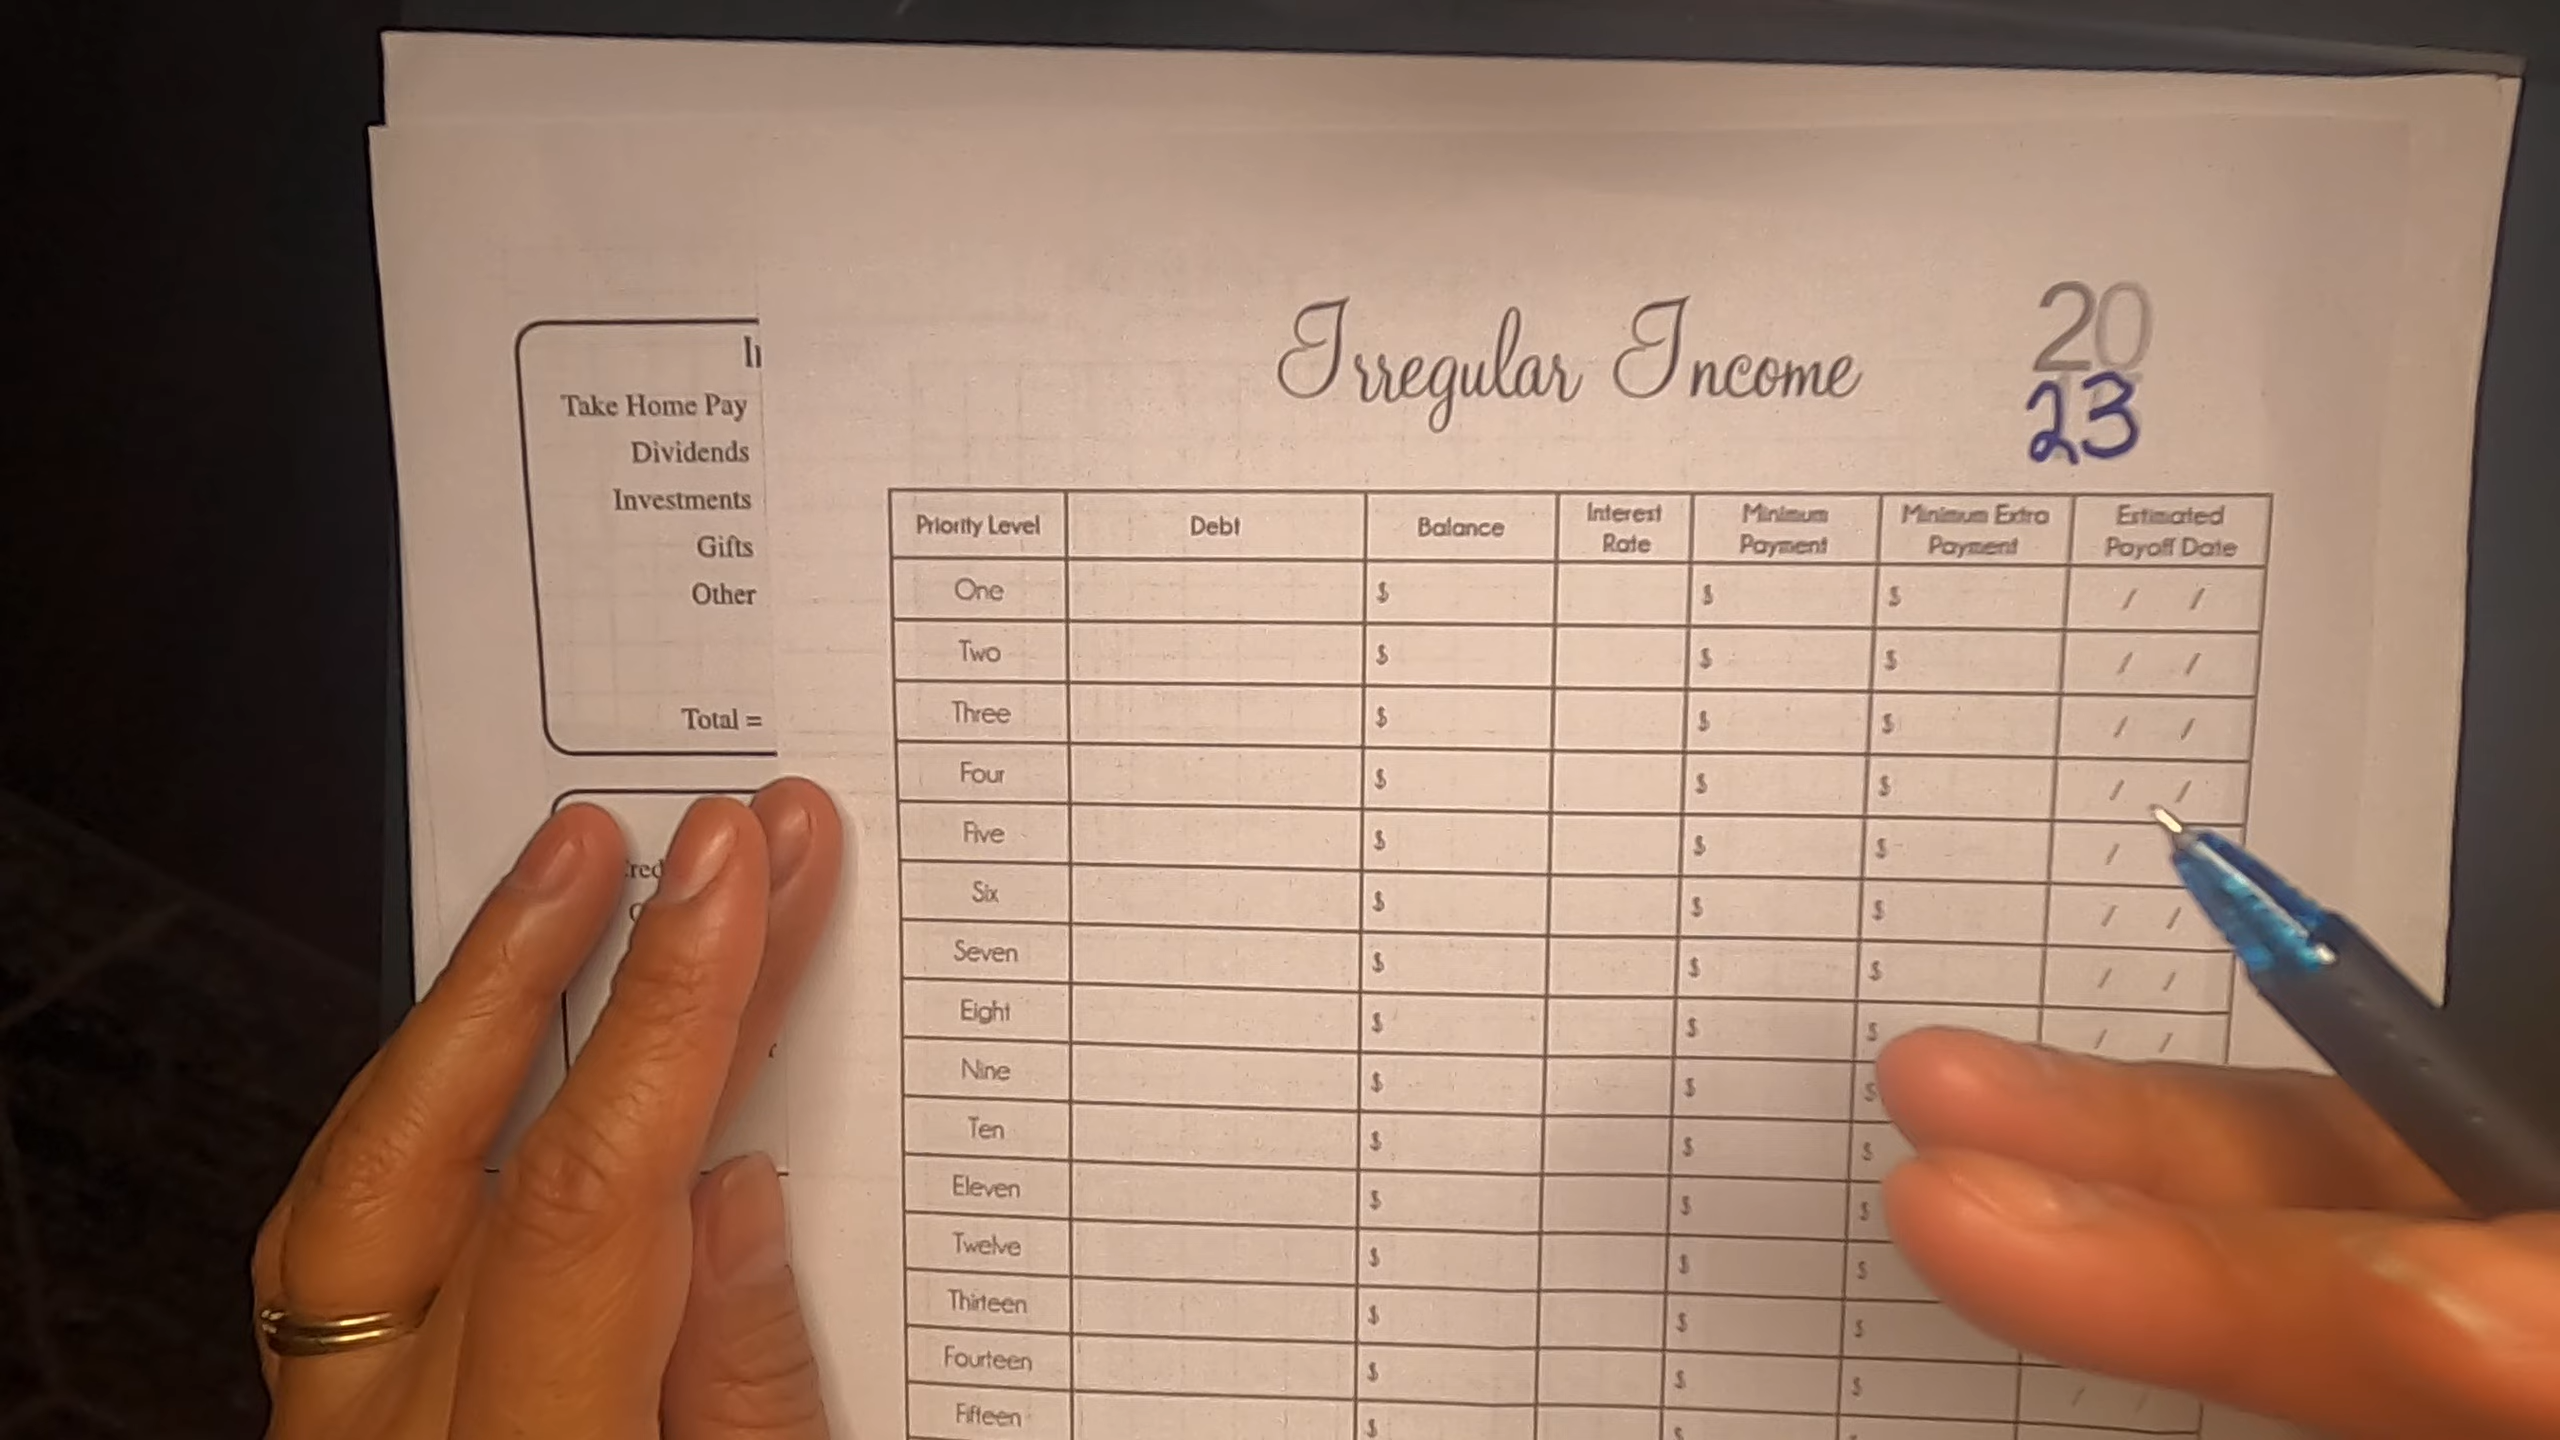 Irregular Income
20
23
In
Take Home Pay
Dividends
Investments
Gifts
Other
Total =
Priority Level Debt Balance Interest Rate Minimum Payment Minimum Extra Payment Estimated Payoff Date
One $ $ $ / /
Two $ $ $ / /
Three $ $ $ / /
Four $ $ $ / /
Five $ $ $ /
Six $ $ $ / /
Seven $ $ $ / /
Eight $ $ $ / /
Nine $ $ $
Ten $ $ $
Eleven $ $ $
Twelve $ $ $
Thirteen $ $ $
Fourteen $ $ $ / /
Fifteen $ $